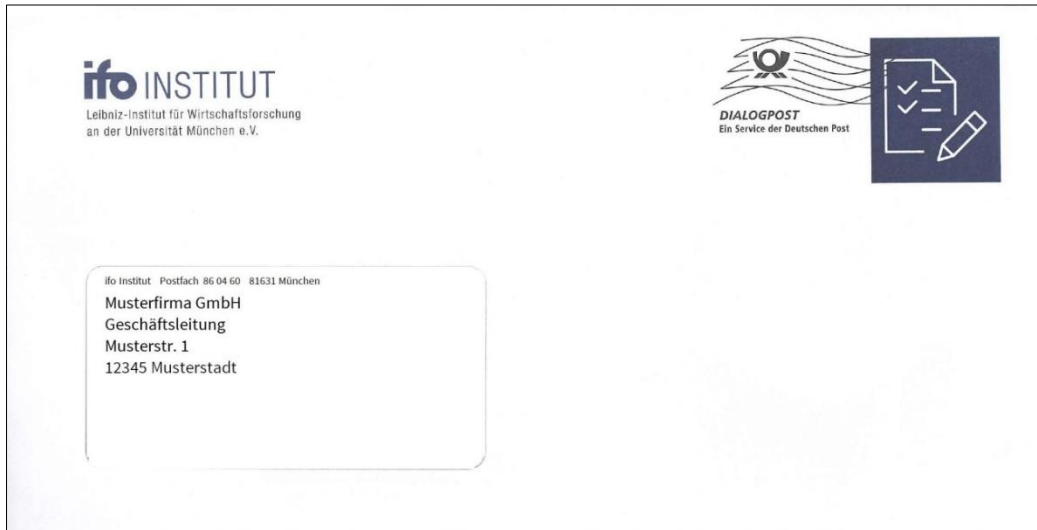 ifo INSTITUT
Leibniz-Institut für Wirtschaftsforschung
an der Universität München e.V.
DIALOGPOST
Ein Service der Deutschen Post
ifo Institut Postfach 86 04 60 81631 München
Musterfirma GmbH
Geschäftsleitung
Musterstr. 1
12345 Musterstadt